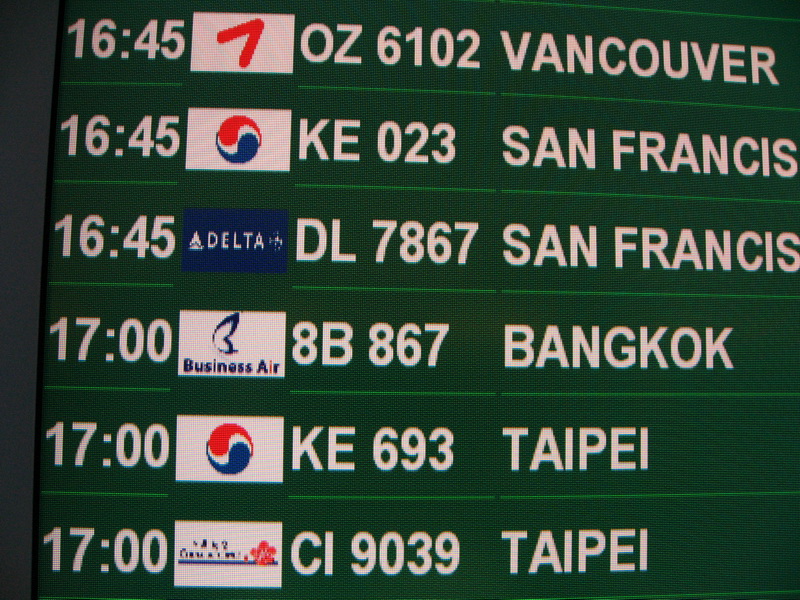 16:45 OZ 6102 VANCOUVER
16:45 KE 023 SAN FRANCIS
16:45 DELTA DL 7867 SAN FRANCIS
17:00 Business Air 8B 867 BANGKOK
17:00 KE 693 TAIPEI
17:00 CI 9039 TAIPEI